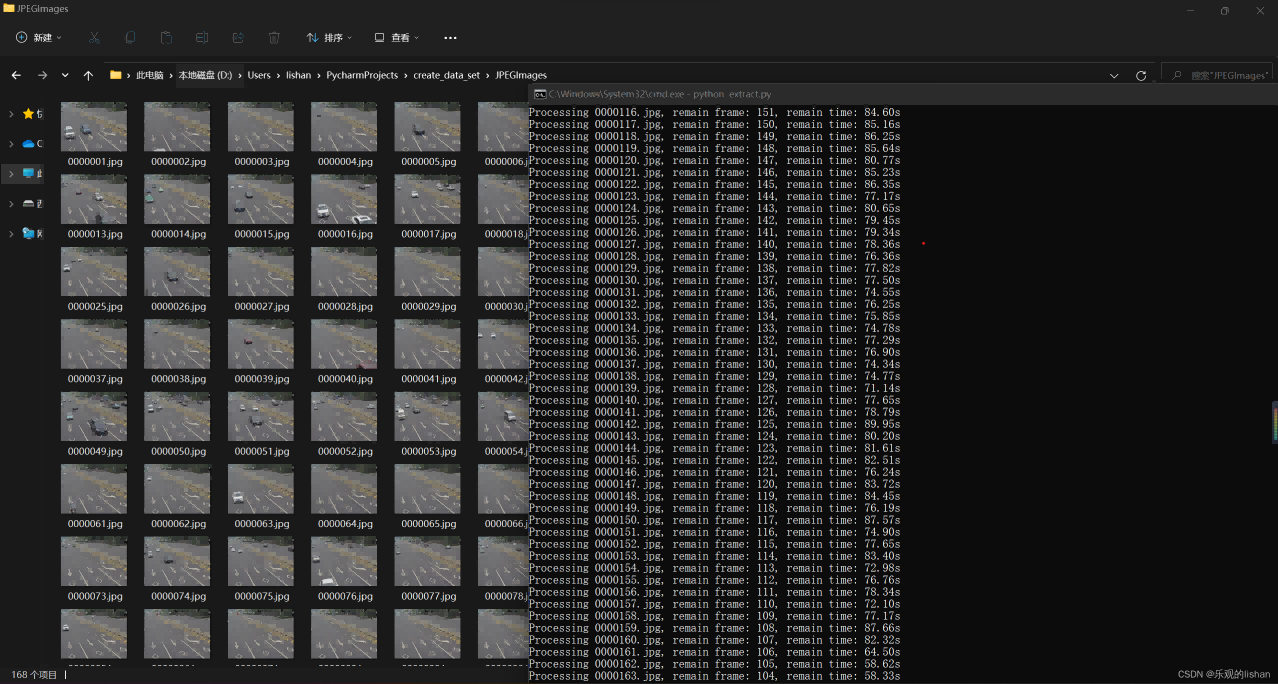 JPEGImages
新建
排序
查看
此电脑 › 本地磁盘 (D:) › Users › lishan › PycharmProjects › create_data_set › JPEGImages
搜索"JPEGImages"
0000001.jpg 0000002.jpg 0000003.jpg 0000004.jpg 0000005.jpg 0000006.j
0000013.jpg 0000014.jpg 0000015.jpg 0000016.jpg 0000017.jpg 0000018.j
0000025.jpg 0000026.jpg 0000027.jpg 0000028.jpg 0000029.jpg 0000030.j
0000037.jpg 0000038.jpg 0000039.jpg 0000040.jpg 0000041.jpg 0000042.j
0000049.jpg 0000050.jpg 0000051.jpg 0000052.jpg 0000053.jpg 0000054.j
0000061.jpg 0000062.jpg 0000063.jpg 0000064.jpg 0000065.jpg 0000066.j
0000073.jpg 0000074.jpg 0000075.jpg 0000076.jpg 0000077.jpg 0000078.j
168 个项目
C:\Windows\System32\cmd.exe - python extract.py
Processing 0000116.jpg, remain frame: 151, remain time: 84.60s
Processing 0000117.jpg, remain frame: 150, remain time: 85.16s
Processing 0000118.jpg, remain frame: 149, remain time: 86.25s
Processing 0000119.jpg, remain frame: 148, remain time: 85.64s
Processing 0000120.jpg, remain frame: 147, remain time: 80.77s
Processing 0000121.jpg, remain frame: 146, remain time: 85.23s
Processing 0000122.jpg, remain frame: 145, remain time: 86.35s
Processing 0000123.jpg, remain frame: 144, remain time: 77.17s
Processing 0000124.jpg, remain frame: 143, remain time: 80.65s
Processing 0000125.jpg, remain frame: 142, remain time: 79.45s
Processing 0000126.jpg, remain frame: 141, remain time: 79.34s
Processing 0000127.jpg, remain frame: 140, remain time: 78.36s
Processing 0000128.jpg, remain frame: 139, remain time: 76.36s
Processing 0000129.jpg, remain frame: 138, remain time: 77.82s
Processing 0000130.jpg, remain frame: 137, remain time: 77.50s
Processing 0000131.jpg, remain frame: 136, remain time: 74.55s
Processing 0000132.jpg, remain frame: 135, remain time: 76.25s
Processing 0000133.jpg, remain frame: 134, remain time: 75.85s
Processing 0000134.jpg, remain frame: 133, remain time: 74.78s
Processing 0000135.jpg, remain frame: 132, remain time: 77.29s
Processing 0000136.jpg, remain frame: 131, remain time: 76.90s
Processing 0000137.jpg, remain frame: 130, remain time: 74.34s
Processing 0000138.jpg, remain frame: 129, remain time: 74.77s
Processing 0000139.jpg, remain frame: 128, remain time: 71.14s
Processing 0000140.jpg, remain frame: 127, remain time: 77.65s
Processing 0000141.jpg, remain frame: 126, remain time: 78.79s
Processing 0000142.jpg, remain frame: 125, remain time: 89.95s
Processing 0000143.jpg, remain frame: 124, remain time: 80.20s
Processing 0000144.jpg, remain frame: 123, remain time: 81.61s
Processing 0000145.jpg, remain frame: 122, remain time: 82.51s
Processing 0000146.jpg, remain frame: 121, remain time: 76.24s
Processing 0000147.jpg, remain frame: 120, remain time: 83.72s
Processing 0000148.jpg, remain frame: 119, remain time: 84.45s
Processing 0000149.jpg, remain frame: 118, remain time: 76.19s
Processing 0000150.jpg, remain frame: 117, remain time: 87.57s
Processing 0000151.jpg, remain frame: 116, remain time: 74.90s
Processing 0000152.jpg, remain frame: 115, remain time: 77.65s
Processing 0000153.jpg, remain frame: 114, remain time: 83.40s
Processing 0000154.jpg, remain frame: 113, remain time: 72.98s
Processing 0000155.jpg, remain frame: 112, remain time: 76.76s
Processing 0000156.jpg, remain frame: 111, remain time: 78.34s
Processing 0000157.jpg, remain frame: 110, remain time: 72.10s
Processing 0000158.jpg, remain frame: 109, remain time: 77.17s
Processing 0000159.jpg, remain frame: 108, remain time: 87.66s
Processing 0000160.jpg, remain frame: 107, remain time: 82.32s
Processing 0000161.jpg, remain frame: 106, remain time: 64.50s
Processing 0000162.jpg, remain frame: 105, remain time: 58.62s
Processing 0000163.jpg, remain frame: 104, remain time: 58.33s
CSDN @乐观的lishan